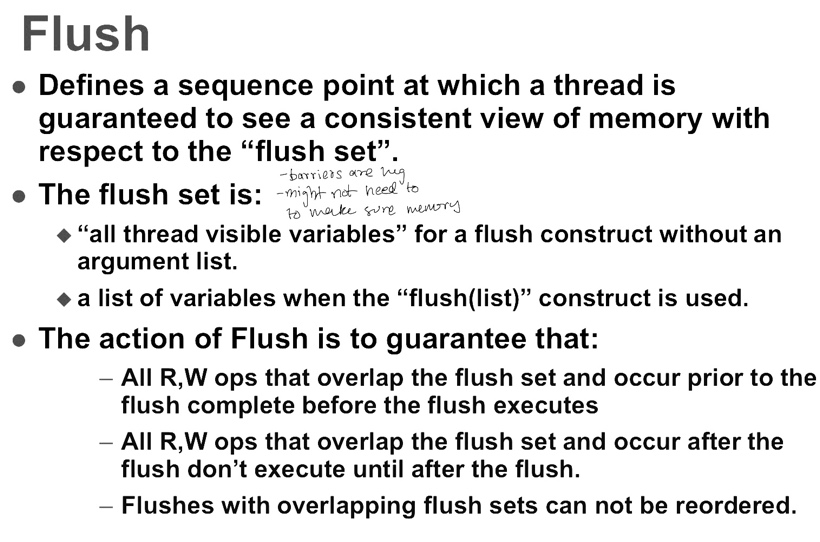 Flush
● Defines a sequence point at which a thread is
guaranteed to see a consistent view of memory with
respect to the “flush set”.
-barriers are
● The flush set is:
-might not need to
to make sure memory
◆ “all thread visible variables” for a flush construct without an
argument list.
◆ a list of variables when the “flush(list)” construct is used.
● The action of Flush is to guarantee that:
– All R,W ops that overlap the flush set and occur prior to the
flush complete before the flush executes
– All R,W ops that overlap the flush set and occur after the
flush don’t execute until after the flush.
– Flushes with overlapping flush sets can not be reordered.